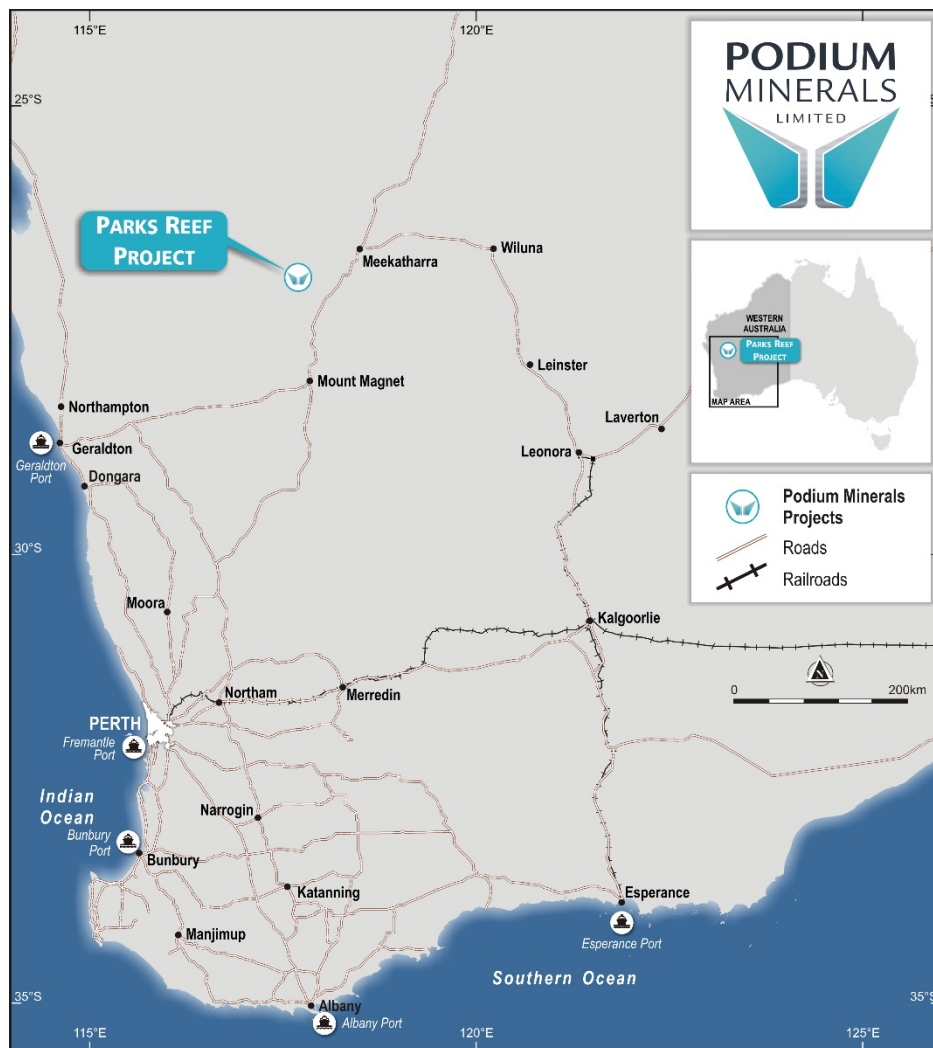 115°E
120°E
25°S
PODIUM
MINERALS
LIMITED
PARKS REEF
PROJECT
Meekatharra
Wiluna
WESTERN
AUSTRALIA
PARKS REEF
PROJECT
MAP AREA
Leinster
Mount Magnet
Northampton
Laverton
Geraldton
Geraldton
Port
Leonora
Dongara
Podium Minerals
Projects
Roads
Railroads
30°S
Moora
Kalgoorlie
Northam
Merredin
0
200km
PERTH
Fremantle
Port
Indian
Ocean
Narrogin
Bunbury
Port
Bunbury
Katanning
Esperance
Manjimup
Esperance Port
Southern Ocean
35°S
35°S
Albany
Albany Port
115°E
120°E
125°E